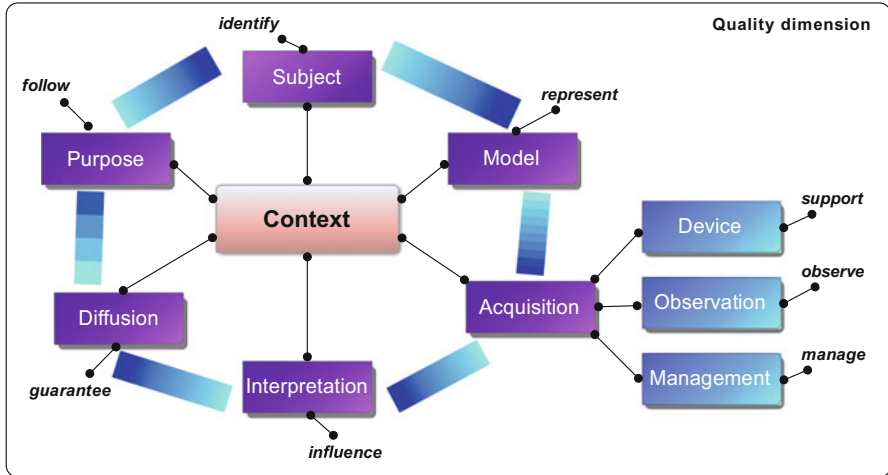 Quality dimension
identify
Subject
follow
represent
Purpose
Model
Context
support
Device
observe
Diffusion
Acquisition
Observation
manage
guarantee
Interpretation
Management
influence